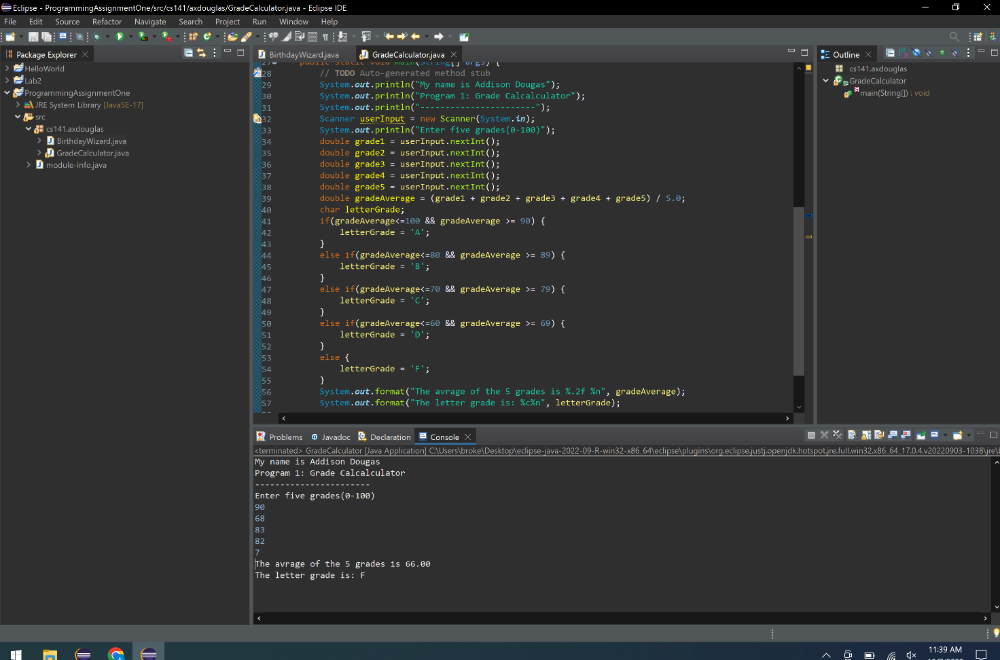 Eclipse - ProgrammingAssignmentOne/src/cs141/axdouglas/GradeCalculator.java - Eclipse IDE
File Edit Source Refactor Navigate Search Project Run Window Help
Package Explorer
HelloWorld
Lab2
ProgrammingAssignmentOne
JRE System Library [JavaSE-17]
src
cs141.axdouglas
BirthdayWizard.java
GradeCalculator.java
module-info.java
BirthdayWizard.java GradeCalculator.java
27 public static void main(String[] args) {
28 // TODO Auto-generated method stub
29 System.out.println("My name is Addison Dougas");
30 System.out.println("Program 1: Grade Calcalculator");
31 System.out.println("-----------------------");
32 Scanner userInput = new Scanner(System.in);
33 System.out.println("Enter five grades(0-100)");
34 double grade1 = userInput.nextInt();
35 double grade2 = userInput.nextInt();
36 double grade3 = userInput.nextInt();
37 double grade4 = userInput.nextInt();
38 double grade5 = userInput.nextInt();
39 double gradeAverage = (grade1 + grade2 + grade3 + grade4 + grade5) / 5.0;
40 char letterGrade;
41 if(gradeAverage<=100 && gradeAverage >= 90) {
42 letterGrade = 'A';
43 }
44 else if(gradeAverage<=80 && gradeAverage >= 89) {
45 letterGrade = 'B';
46 }
47 else if(gradeAverage<=70 && gradeAverage >= 79) {
48 letterGrade = 'C';
49 }
50 else if(gradeAverage<=60 && gradeAverage >= 69) {
51 letterGrade = 'D';
52 }
53 else {
54 letterGrade = 'F';
55 }
56 System.out.format("The avrage of the 5 grades is %.2f %n", gradeAverage);
57 System.out.format("The letter grade is: %c%n", letterGrade);
Outline
cs141.axdouglas
GradeCalculator
main(String[]) : void
Problems Javadoc Declaration Console
<terminated> GradeCalculator [Java Application] C:\Users\broke\Desktop\eclipse-java-2022-09-R-win32-x86_64\eclipse\plugins\org.eclipse.justj.openjdk.hotspot.jre.full.win32.x86_64_17.0.4.v20220903-1038\jre\
My name is Addison Dougas
Program 1: Grade Calcalculator
-----------------------
Enter five grades(0-100)
90
68
83
82
7
The avrage of the 5 grades is 66.00
The letter grade is: F
11:39 AM